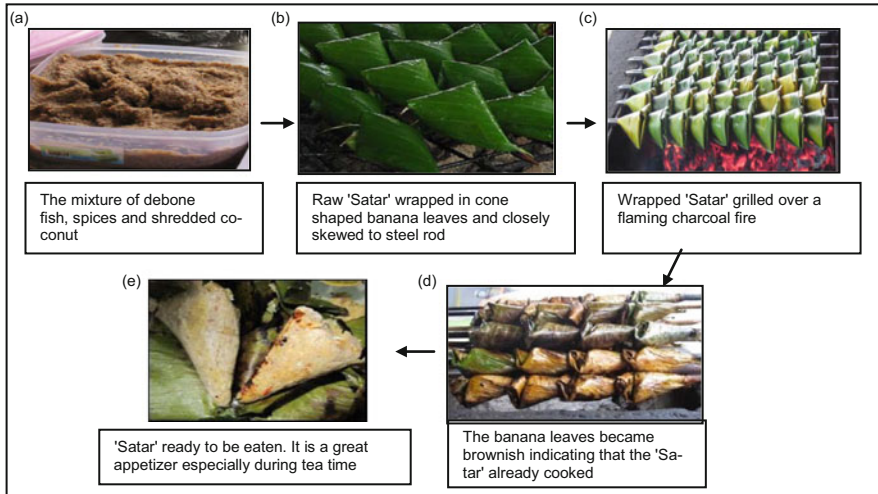 (a)
The mixture of debone
fish, spices and shredded co-
conut
(b)
Raw 'Satar' wrapped in cone
shaped banana leaves and closely
skewed to steel rod
(c)
Wrapped 'Satar' grilled over a
flaming charcoal fire
(d)
The banana leaves became
brownish indicating that the 'Sa-
tar' already cooked
(e)
'Satar' ready to be eaten. It is a great
appetizer especially during tea time